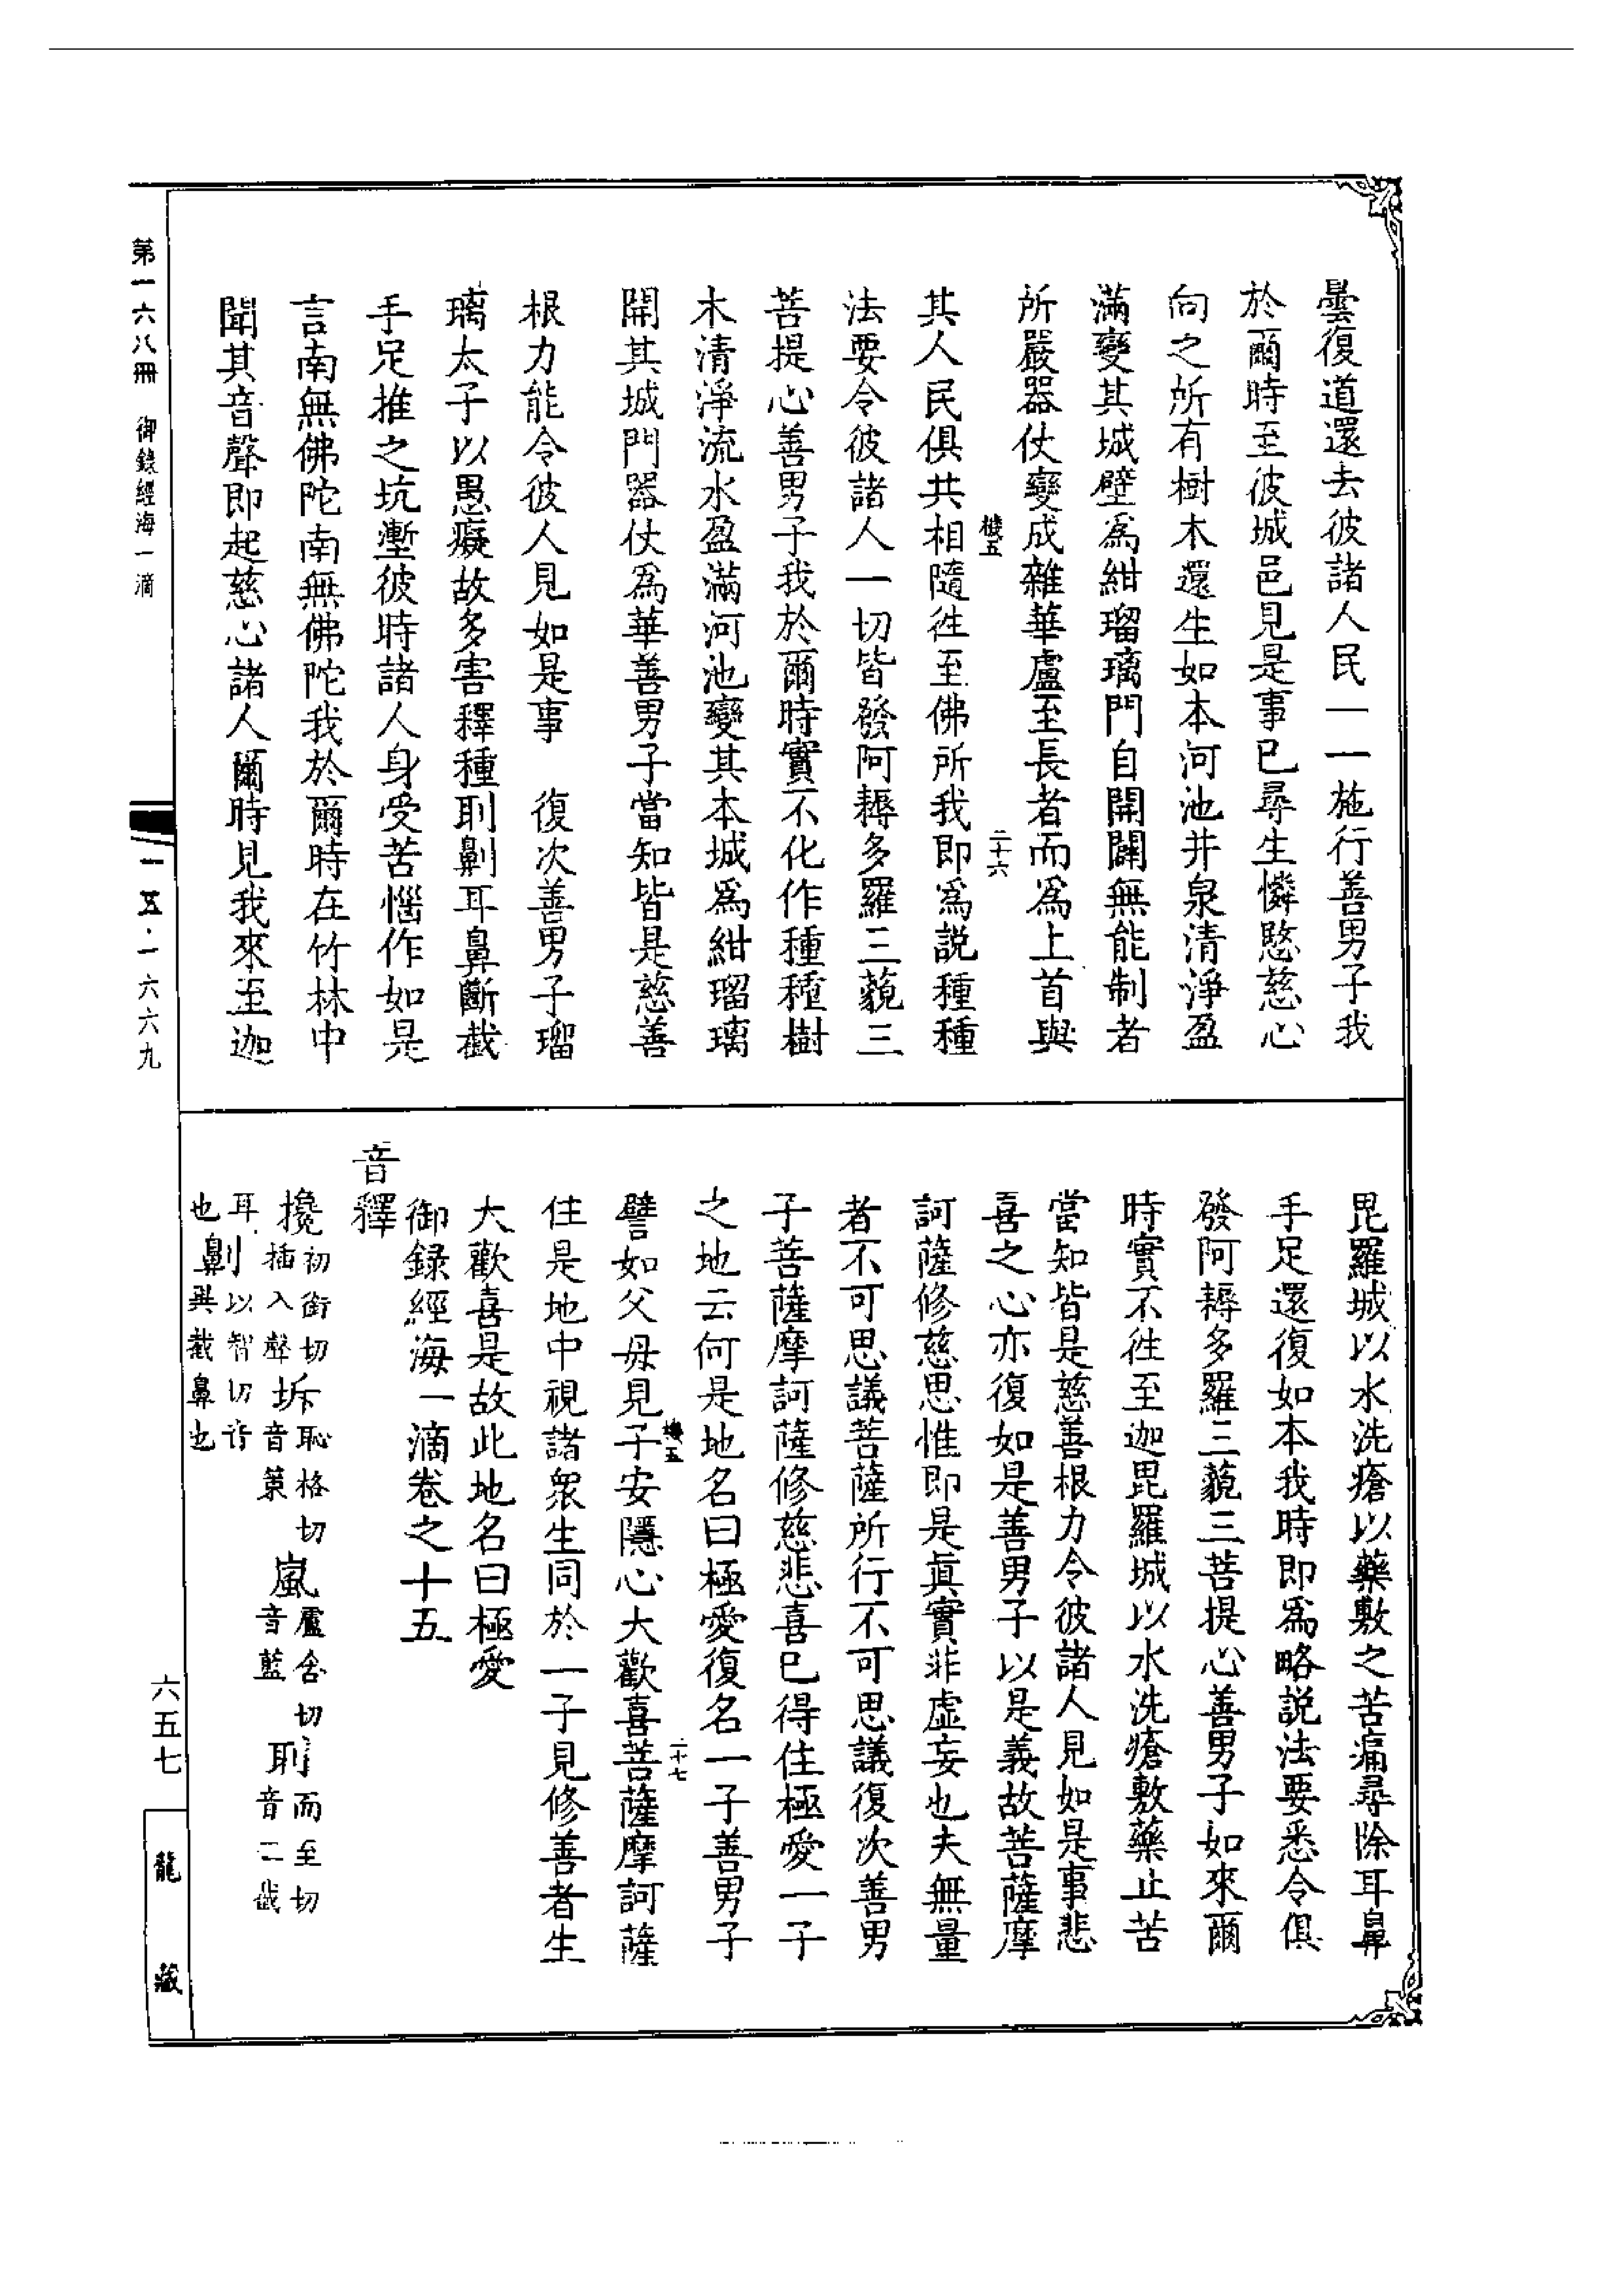 曇復道還去彼諸人民一一施行善男子我
於爾時至彼城邑見是事已尋生憐愍慈心
向之所有樹木還生如本河池井泉清淨盈
滿變其城壁爲紺瑠璃門自開闢無能制者
所嚴器仗變成雜華盧至長者而爲上首與
其人民俱共相隨徃至佛所我即爲説種種
法要令彼諸人一切皆發阿耨多羅三藐三
菩提心善男子我於爾時實不化作種種樹
木清淨流水盈滿河池變其本城爲紺瑠璃
開其城門器仗爲華善男子當知皆是慈善
根力能令彼人見如是事　復次善男子瑠
璃太子以愚癡故多害釋種刵劓耳鼻斷截
手足推之坑壍彼時諸人身受苦惱作如是
言南無佛陀南無佛陀我於爾時在竹林中
聞其音聲即起慈心諸人爾時見我來至迦
毘羅城以水洗瘡以藥敷之苦痛尋除耳鼻
手足還復如本我時即爲略説法要悉令俱
發阿耨多羅三藐三菩提心善男子如來爾
時實不徃至迦毘羅城以水洗瘡敷藥止苦
當知皆是慈善根力令彼諸人見如是事悲
喜之心亦復如是善男子以是義故菩薩摩
訶薩修慈思惟即是眞實非虛妄也夫無量
者不可思議菩薩所行不可思議復次善男
子菩薩摩訶薩修慈悲喜已得住極愛一子
之地云何是地名曰極愛復名一子善男子
譬如父母見子安隱心大歡喜菩薩摩訶薩
住是地中視諸衆生同於一子見修善者生
大歡喜是故此地名曰極愛
御録經海一滴卷之十五
音釋
攙初銜切插入聲 坼恥格切音策 嵐盧含切音藍 刵而至切音二截
耳也 劓以智切音異截鼻也
二十六
二十七
第一六八冊　御錄經海一滴
一五·一六六九
六五七
龍藏